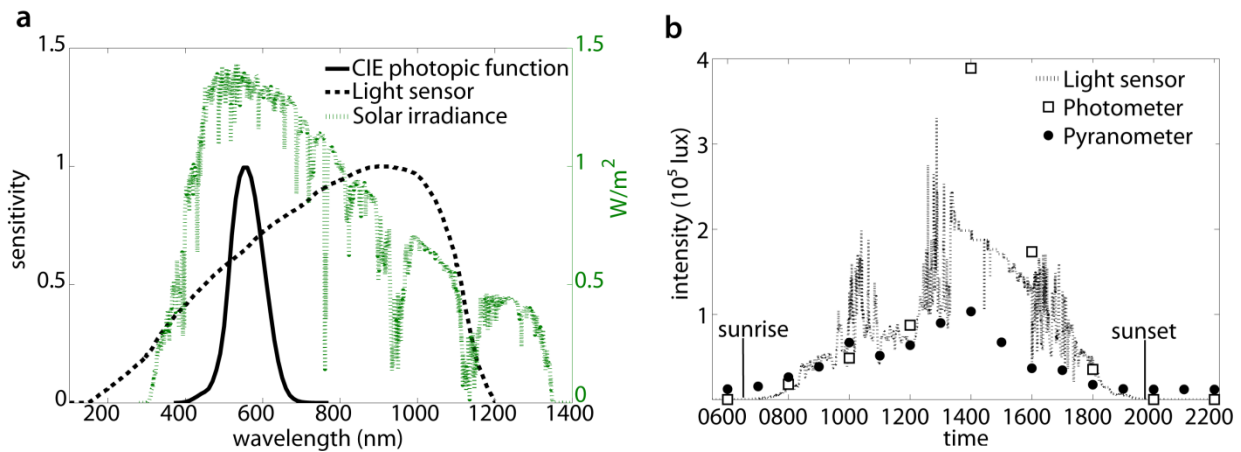 a
1.5
1
0.5
0
sensitivity
200
400
600
800
1000
1200
1400
wavelength (nm)
1.5
1
0.5
0
W/m²
CIE photopic function
Light sensor
Solar irradiance
b
4
3
2
1
intensity (10⁵ lux)
0600
0800
1000
1200
1400
1600
1800
2000
2200
time
Light sensor
Photometer
Pyranometer
sunrise
sunset